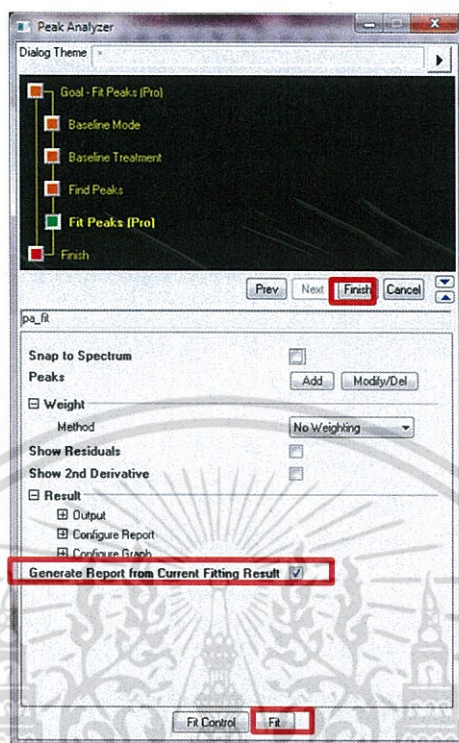 Peak Analyzer
Dialog Theme *
Goal - Fit Peaks (Pro)
Baseline Mode
Baseline Treatment
Find Peaks
Fit Peaks (Pro)
Finish
Prev Next Finish Cancel
pa_fit
Snap to Spectrum
Peaks Add Modify/Del
Weight
Method No Weighting
Show Residuals
Show 2nd Derivative
Result
Output
Configure Report
Configure Graph
Generate Report from Current Fitting Result
Fit Control Fit